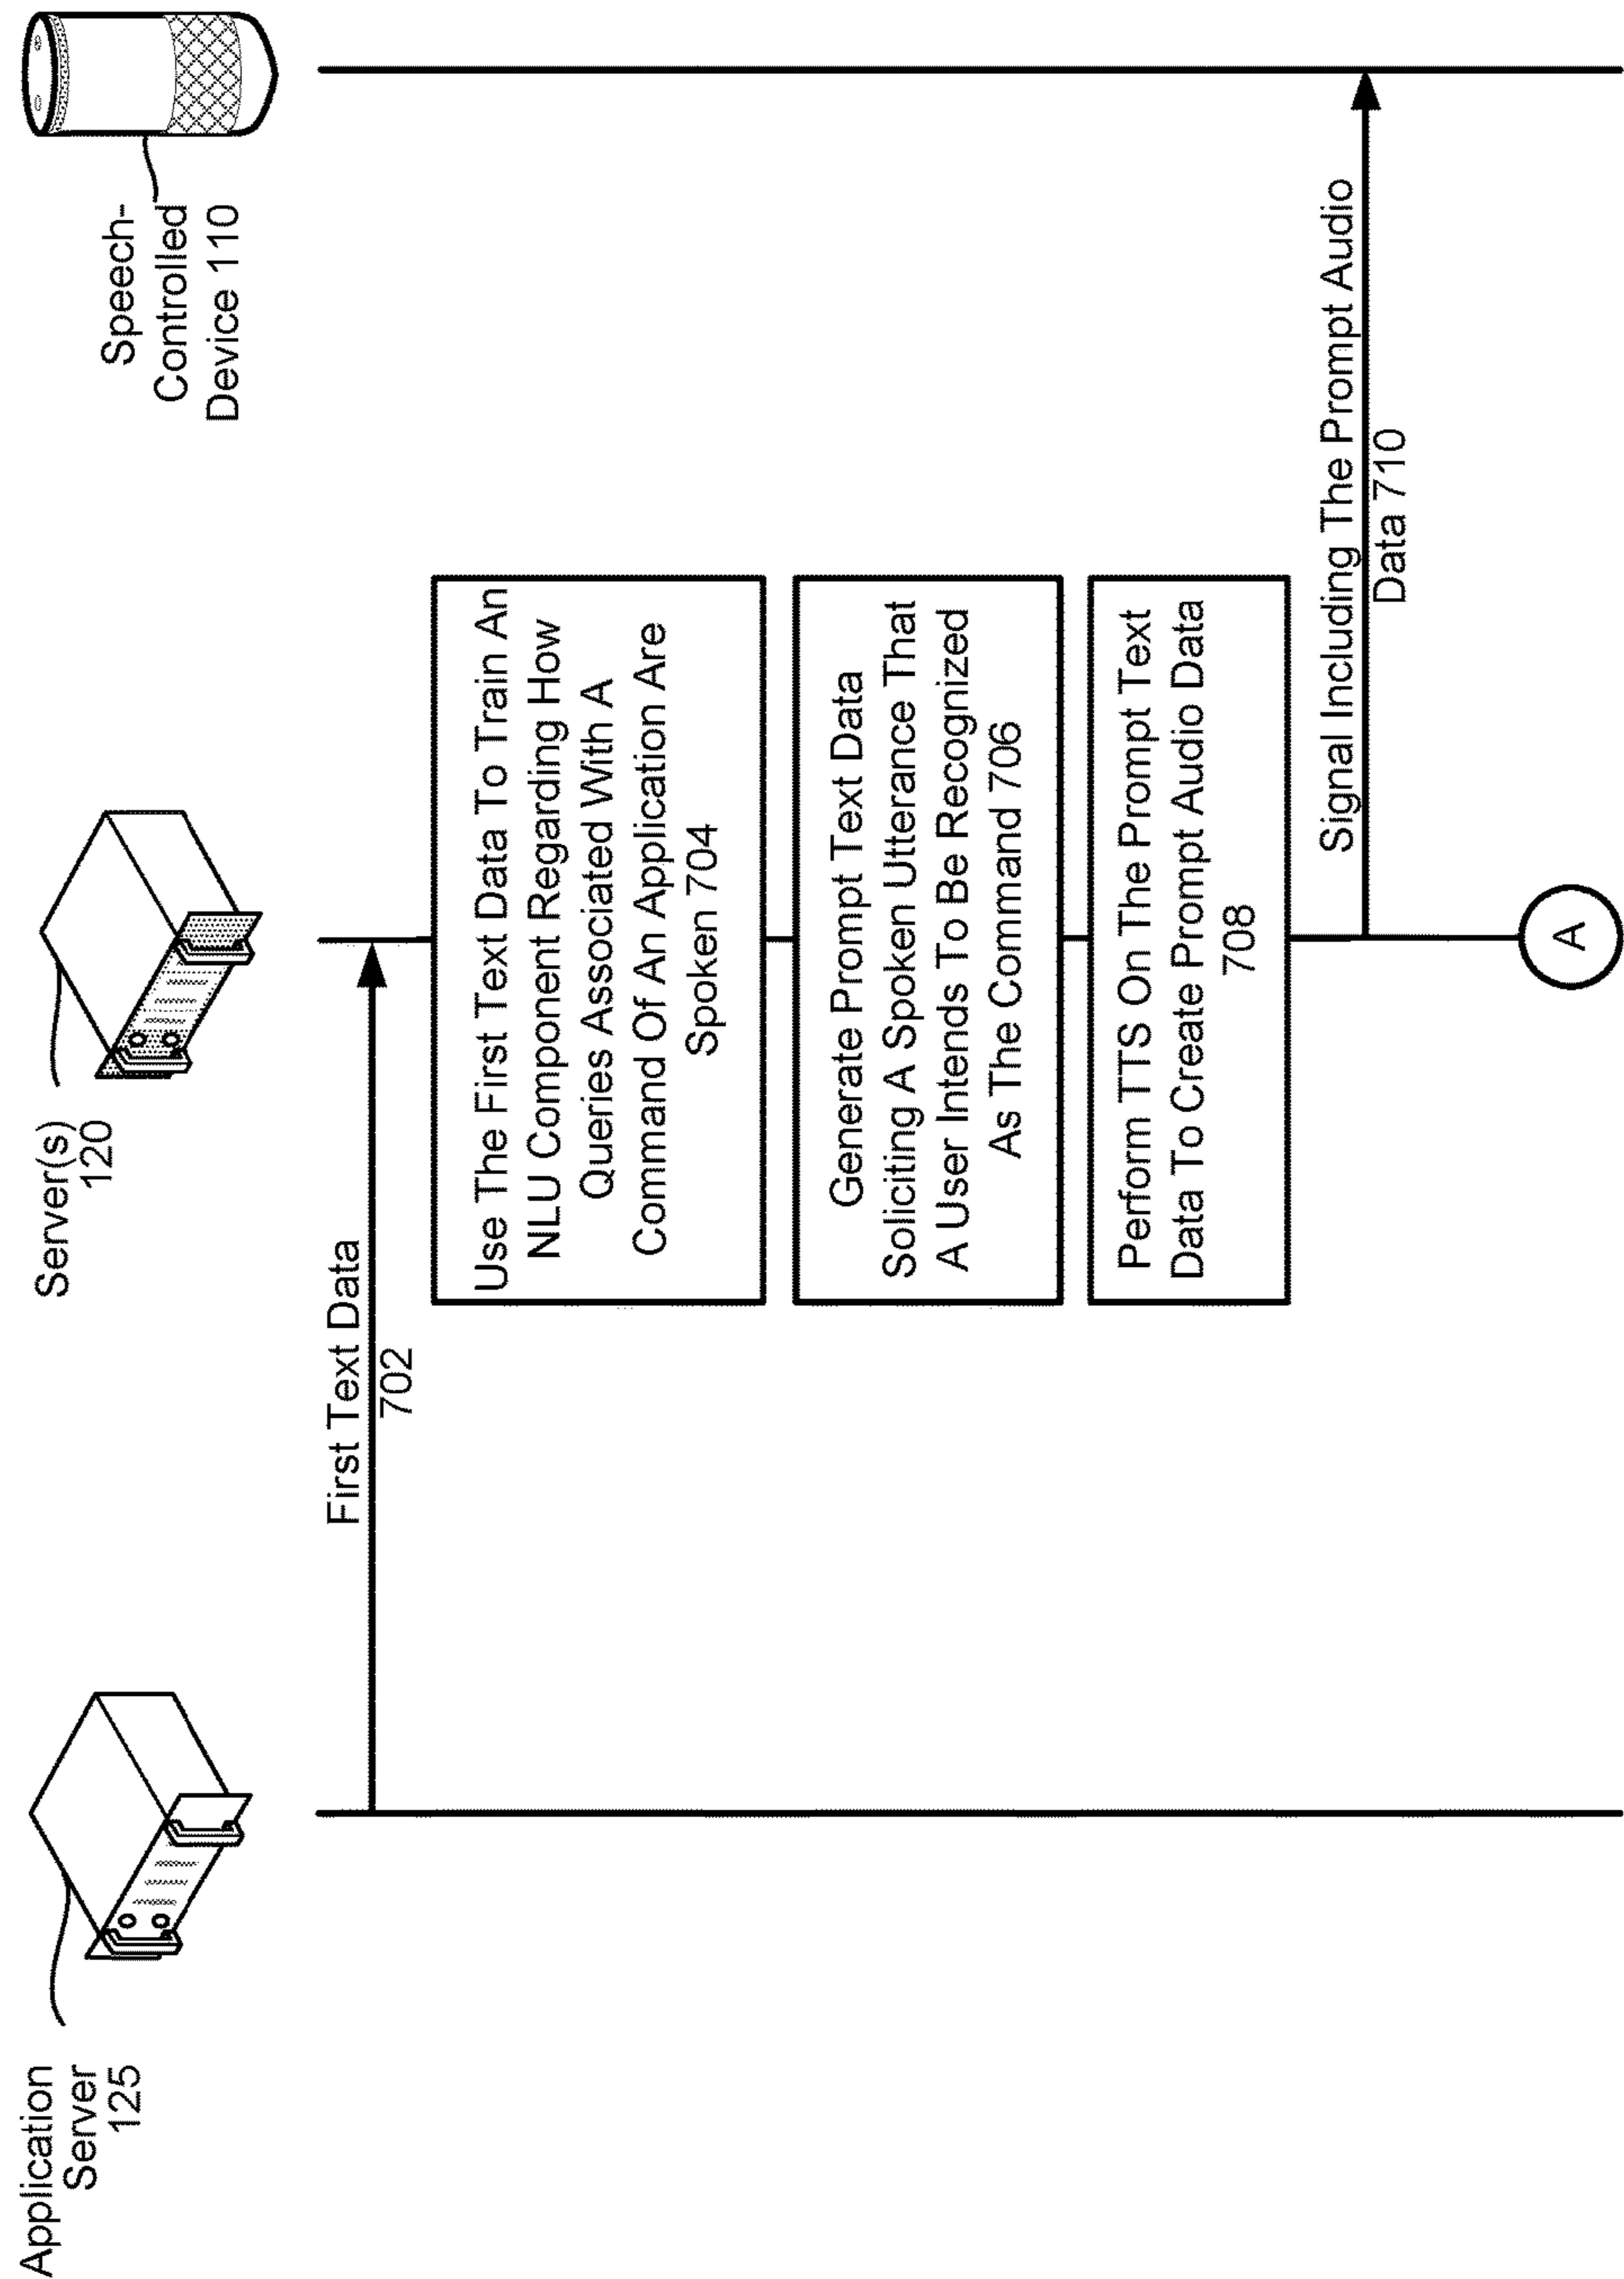 Application
Server
125
Server(s)
120
Speech-
Controlled
Device 110
First Text Data
702
Use The First Text Data To Train An
NLU Component Regarding How
Queries Associated With A
Command Of An Application Are
Spoken 704
Generate Prompt Text Data
Soliciting A Spoken Utterance That
A User Intends To Be Recognized
As The Command 706
Perform TTS On The Prompt Text
Data To Create Prompt Audio Data
708
Signal Including The Prompt Audio
Data 710
A